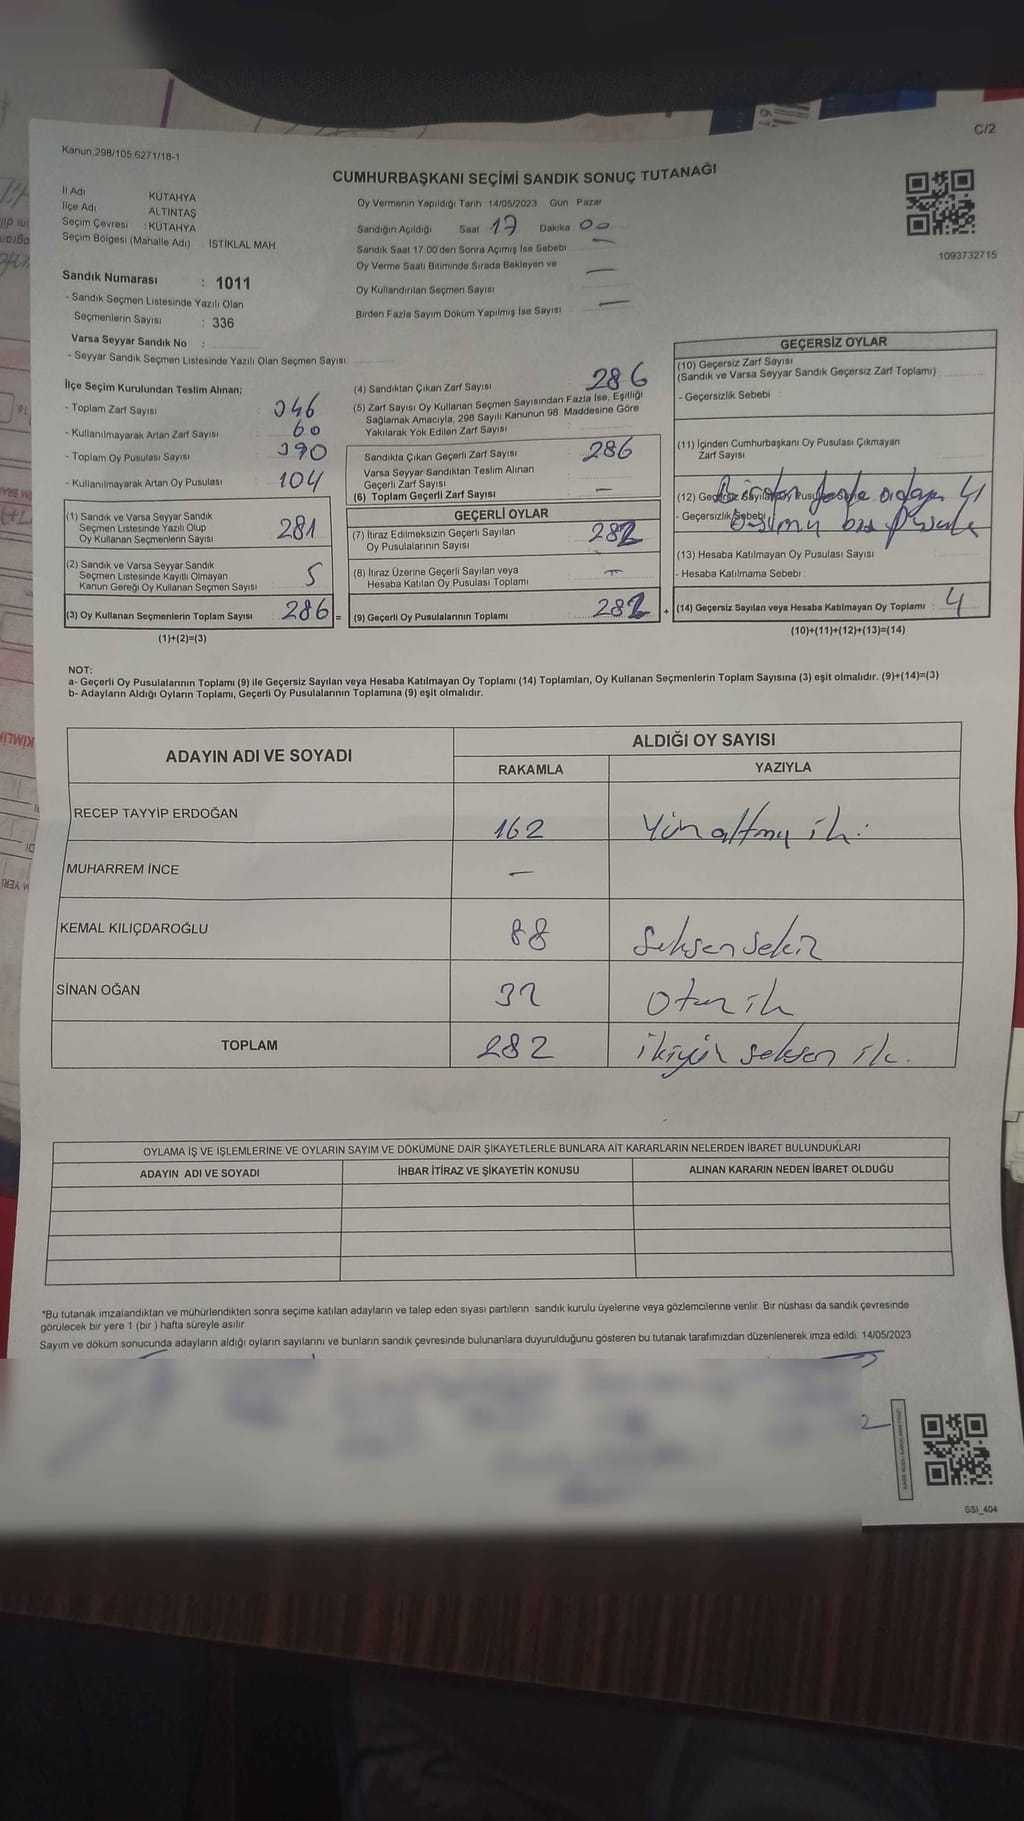 C/2
Kanun,298/105,6271/18-1
CUMHURBAŞKANI SEÇİMİ SANDIK SONUÇ TUTANAĞI
İl Adı : KÜTAHYA
İlçe Adı : ALTINTAŞ
Seçim Çevresi : KÜTAHYA
Seçim Bölgesi (Mahalle Adı) İSTİKLAL MAH.
Oy Vermenin Yapıldığı Tarih 14/05/2023 Gün Pazar
Sandığın Açıldığı Saat 17 Dakika 00
Sandık Saat 17.00'den Sonra Açımış İse Sebebi —
Oy Verme Saati Bitiminde Sırada Bekleyen ve
Oy Kullandırılan Seçmen Sayısı —
Birden Fazla Sayım Döküm Yapılmış İse Sayısı —
1093732715
Sandık Numarası : 1011
- Sandık Seçmen Listesinde Yazılı Olan
Seçmenlerin Sayısı : 336
Varsa Seyyar Sandık No :
- Seyyar Sandık Seçmen Listesinde Yazılı Olan Seçmen Sayısı:
İlçe Seçim Kurulundan Teslim Alınan;
- Toplam Zarf Sayısı 346
- Kullanılmayarak Artan Zarf Sayısı 60
- Toplam Oy Pusulası Sayısı 390
- Kullanılmayarak Artan Oy Pusulası 104
(1) Sandık ve Varsa Seyyar Sandık
Seçmen Listesinde Yazılı Olup
Oy Kullanan Seçmenlerin Sayısı 281
(2) Sandık ve Varsa Seyyar Sandık
Seçmen Listesinde Kayıtlı Olmayan
Kanun Gereği Oy Kullanan Seçmen Sayısı 5
(3) Oy Kullanan Seçmenlerin Toplam Sayısı 286 =
(1)+(2)=(3)
(4) Sandıktan Çıkan Zarf Sayısı 286
(5) Zarf Sayısı Oy Kullanan Seçmen Sayısından Fazla İse, Eşitliği
Sağlamak Amacıyla, 298 Sayılı Kanunun 98. Maddesine Göre
Yakılarak Yok Edilen Zarf Sayısı
Sandıkta Çıkan Geçerli Zarf Sayısı 286
Varsa Seyyar Sandıktan Teslim Alınan
Geçerli Zarf Sayısı
(6) Toplam Geçerli Zarf Sayısı —
GEÇERLİ OYLAR
(7) İtiraz Edilmeksizin Geçerli Sayılan
Oy Pusulalarının Sayısı 282
(8) İtiraz Üzerine Geçerli Sayılan veya
Hesaba Katılan Oy Pusulası Toplamı —
(9) Geçerli Oy Pusulalarının Toplamı 282 +
GEÇERSİZ OYLAR
(10) Geçersiz Zarf Sayısı
(Sandık ve Varsa Seyyar Sandık Geçersiz Zarf Toplamı)
- Geçersizlik Sebebi :
(11) İçinden Cumhurbaşkanı Oy Pusulası Çıkmayan
Zarf Sayısı
(12) Geçersiz Sayılan Oy Pusulası Sayısı
- Geçersizlik Sebebi
(13) Hesaba Katılmayan Oy Pusulası Sayısı
- Hesaba Katılmama Sebebi :
(14) Geçersiz Sayılan veya Hesaba Katılmayan Oy Toplamı : 4
(10)+(11)+(12)+(13)=(14)
NOT:
a- Geçerli Oy Pusulalarının Toplamı (9) ile Geçersiz Sayılan veya Hesaba Katılmayan Oy Toplamı (14) Toplamları, Oy Kullanan Seçmenlerin Toplam Sayısına (3) eşit olmalıdır. (9)+(14)=(3)
b- Adayların Aldığı Oyların Toplamı, Geçerli Oy Pusulalarının Toplamına (9) eşit olmalıdır.
ADAYIN ADI VE SOYADI
ALDIĞI OY SAYISI
RAKAMLA YAZIYLA
RECEP TAYYİP ERDOĞAN 162 Yüz altmış iki
MUHARREM İNCE —
KEMAL KILIÇDAROĞLU 88 Seksen sekiz
SİNAN OĞAN 32 Otuz iki
TOPLAM 282 ikiyüz seksen iki
OYLAMA İŞ VE İŞLEMLERİNE VE OYLARIN SAYIM VE DÖKÜMÜNE DAİR ŞİKAYETLERLE BUNLARA AİT KARARLARIN NELERDEN İBARET BULUNDUKLARI
ADAYIN ADI VE SOYADI İHBAR İTİRAZ VE ŞİKAYETİN KONUSU ALINAN KARARIN NEDEN İBARET OLDUĞU
*Bu tutanak imzalandıktan ve mühürlendikten sonra seçime katılan adayların ve talep eden siyasi partilerin sandık kurulu üyelerine veya gözlemcilerine verilir. Bir nüshası da sandık çevresinde
görülecek bir yere 1 (bir ) hafta süreyle asılır.
Sayım ve döküm sonucunda adayların aldığı oyların sayılarını ve bunların sandık çevresinde bulunanlara duyurulduğunu gösteren bu tutanak tarafımızdan düzenlenerek imza edildi. 14/05/2023
SSI_404